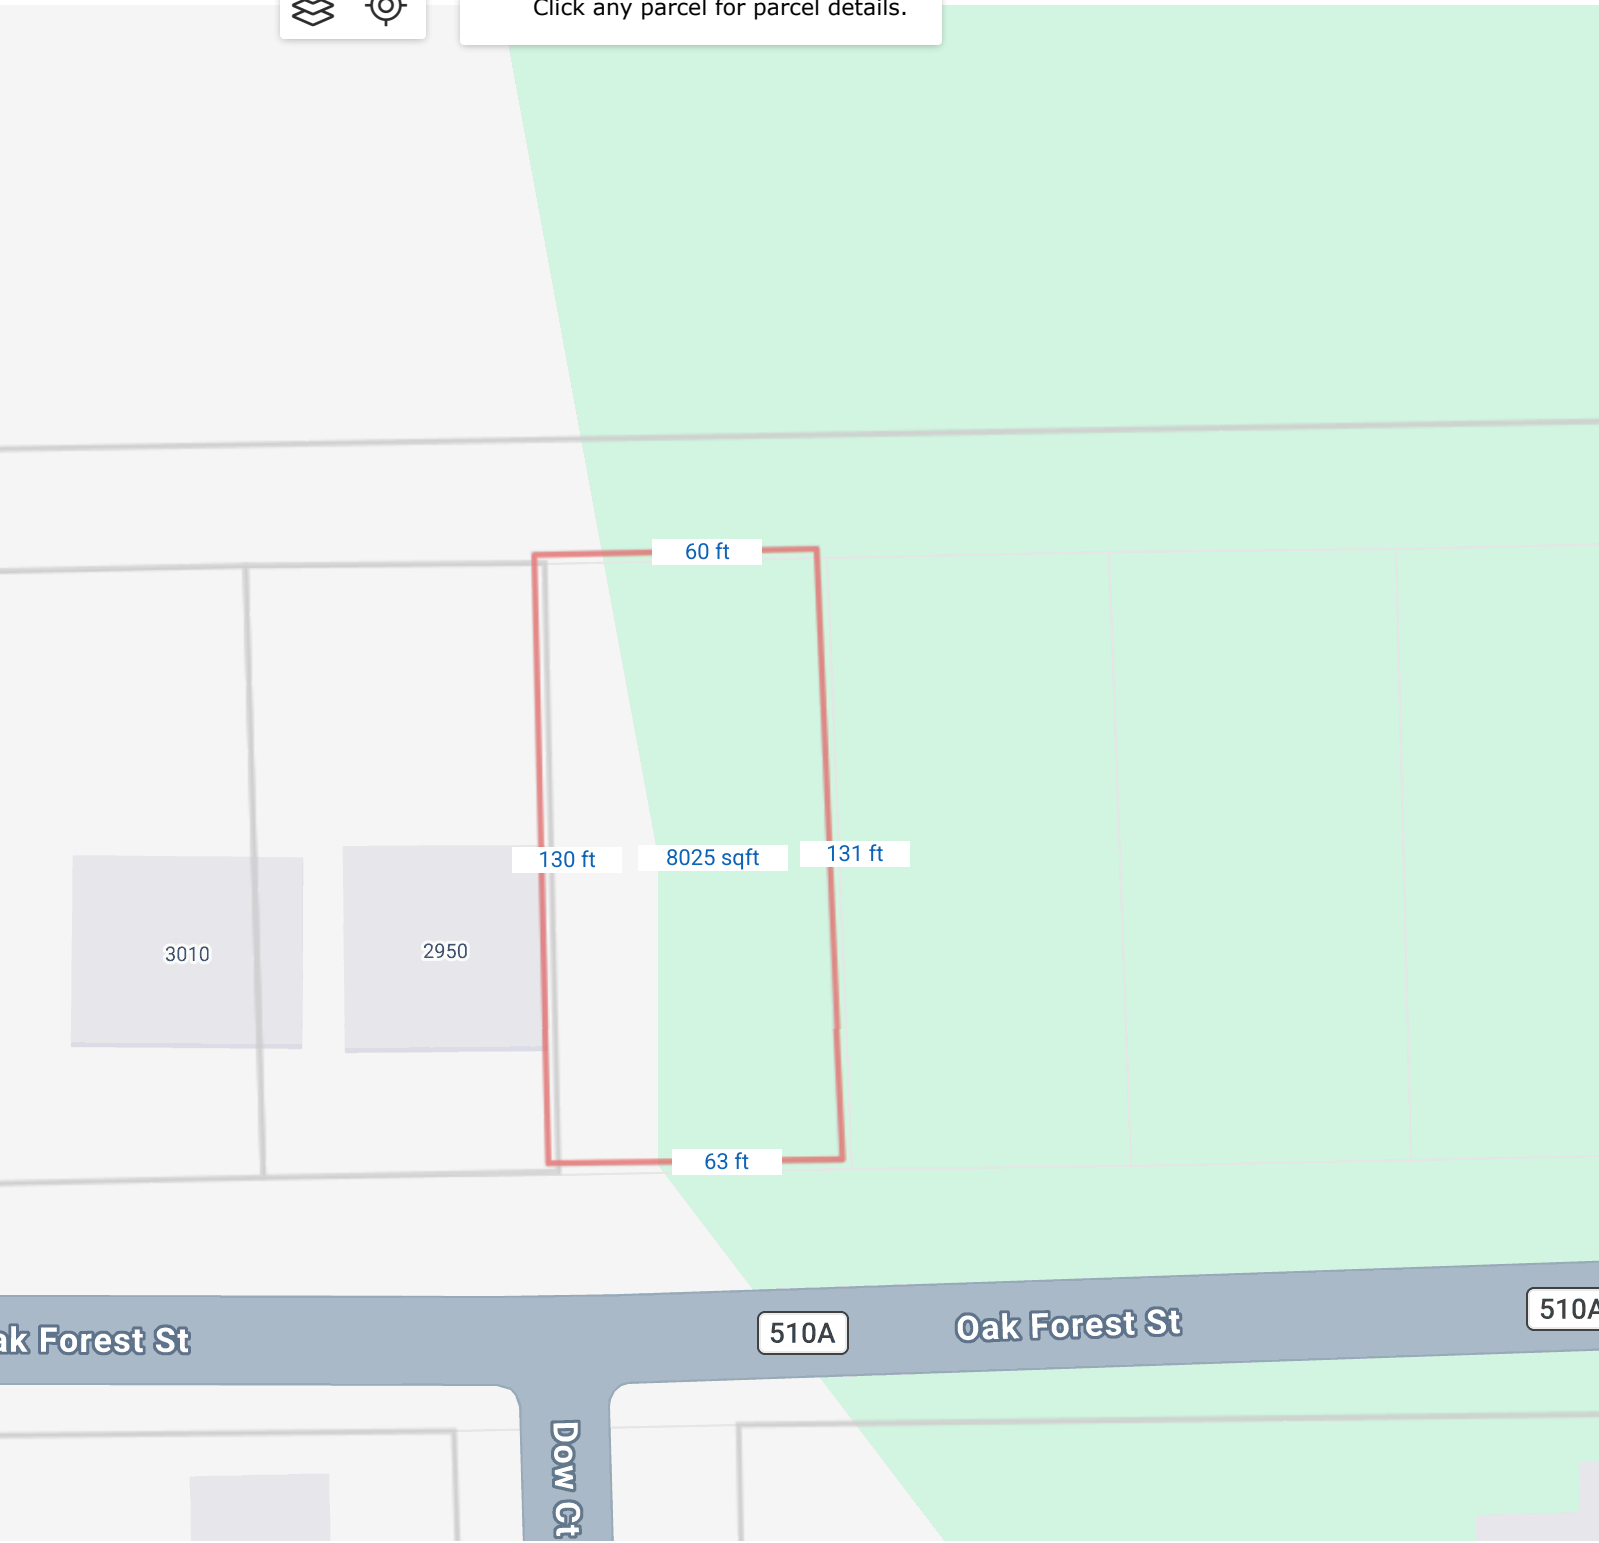 Click any parcel for parcel details.
60 ft
130 ft
8025 sqft
131 ft
3010
2950
63 ft
510A
Oak Forest St
510A
ak Forest St
Dow Ct